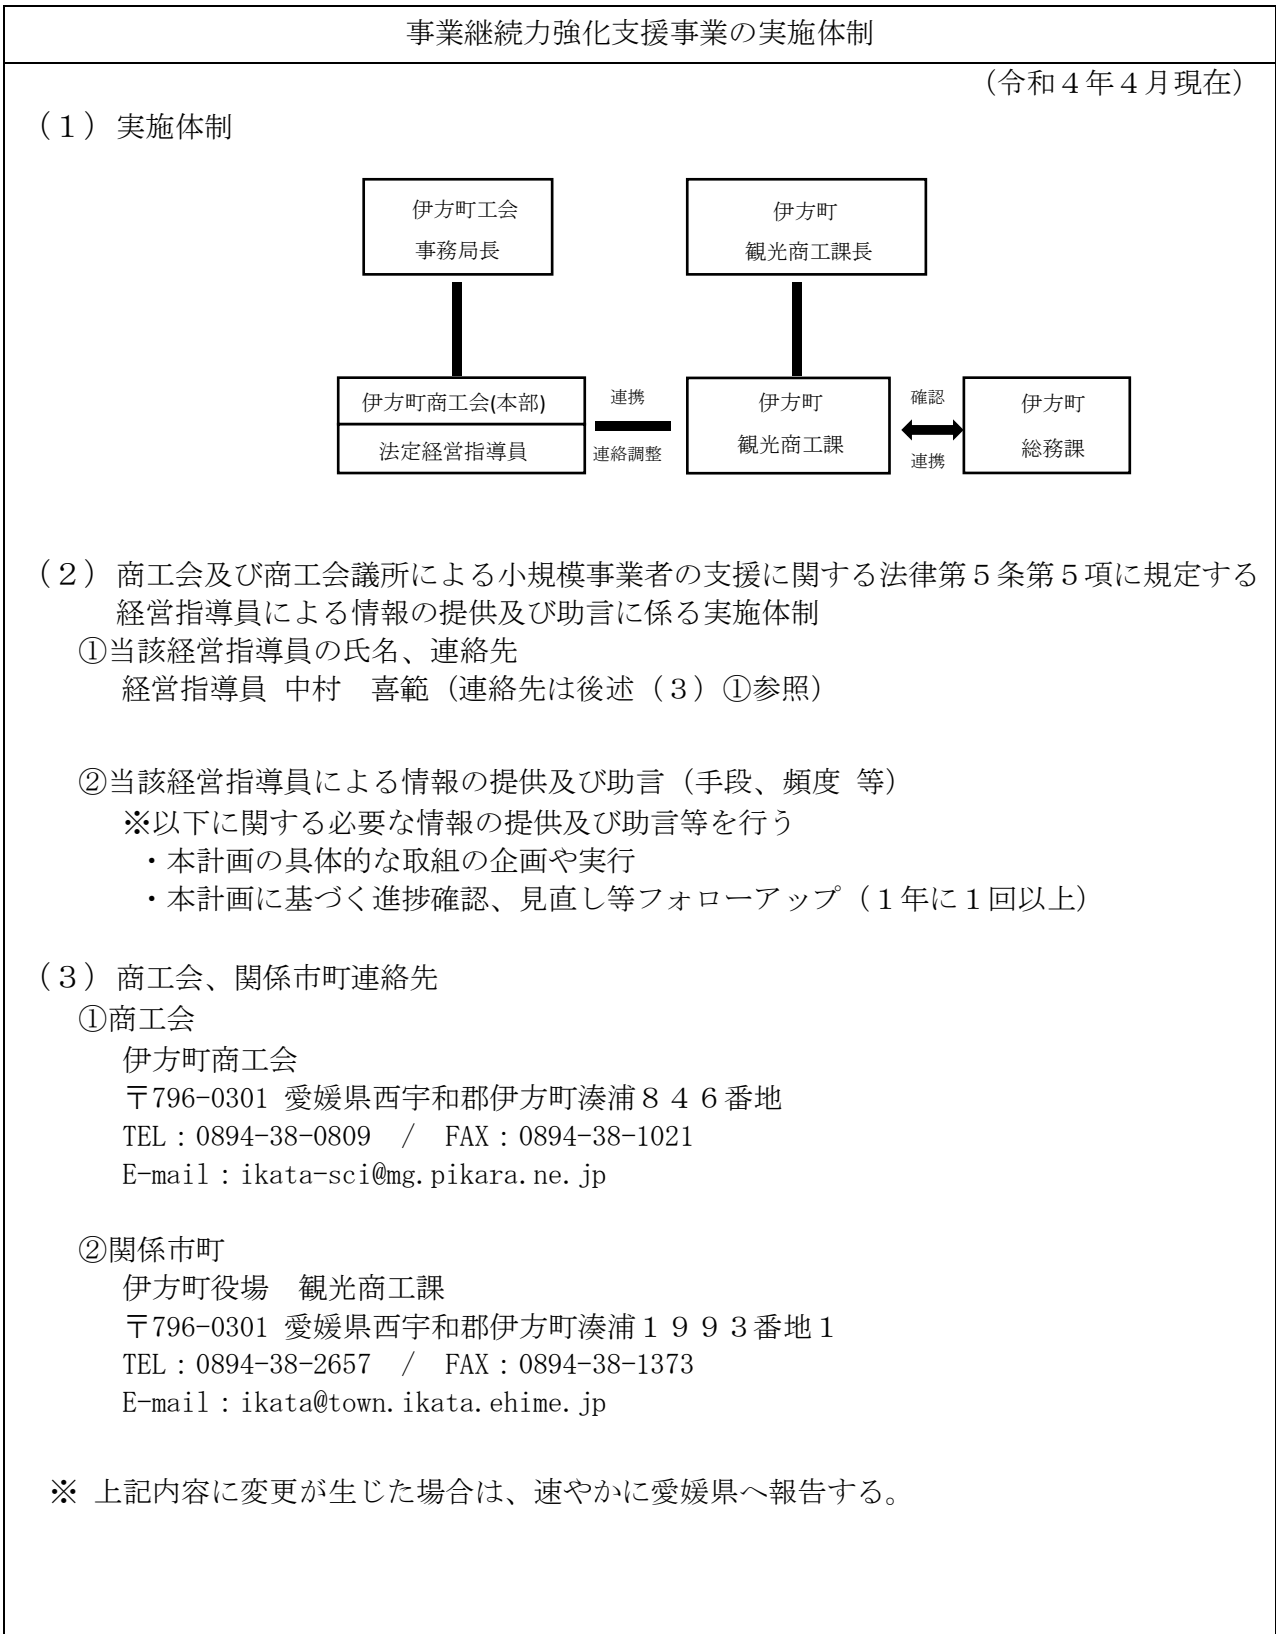 事業継続力強化支援事業の実施体制
（令和４年４月現在）
（１）実施体制
伊方町工会
事務局長
伊方町
観光商工課長
伊方町商工会(本部)
法定経営指導員
連携
連絡調整
伊方町
観光商工課
確認
連携
伊方町
総務課
（２）商工会及び商工会議所による小規模事業者の支援に関する法律第５条第５項に規定する
経営指導員による情報の提供及び助言に係る実施体制
①当該経営指導員の氏名、連絡先
経営指導員 中村　喜範（連絡先は後述（３）①参照）
②当該経営指導員による情報の提供及び助言（手段、頻度 等）
※以下に関する必要な情報の提供及び助言等を行う
・本計画の具体的な取組の企画や実行
・本計画に基づく進捗確認、見直し等フォローアップ（１年に１回以上）
（３）商工会、関係市町連絡先
①商工会
伊方町商工会
〒796-0301 愛媛県西宇和郡伊方町湊浦８４６番地
TEL：0894-38-0809 / FAX：0894-38-1021
E-mail：ikata-sci@mg.pikara.ne.jp
②関係市町
伊方町役場　観光商工課
〒796-0301 愛媛県西宇和郡伊方町湊浦１９９３番地１
TEL：0894-38-2657 / FAX：0894-38-1373
E-mail：ikata@town.ikata.ehime.jp
※ 上記内容に変更が生じた場合は、速やかに愛媛県へ報告する。